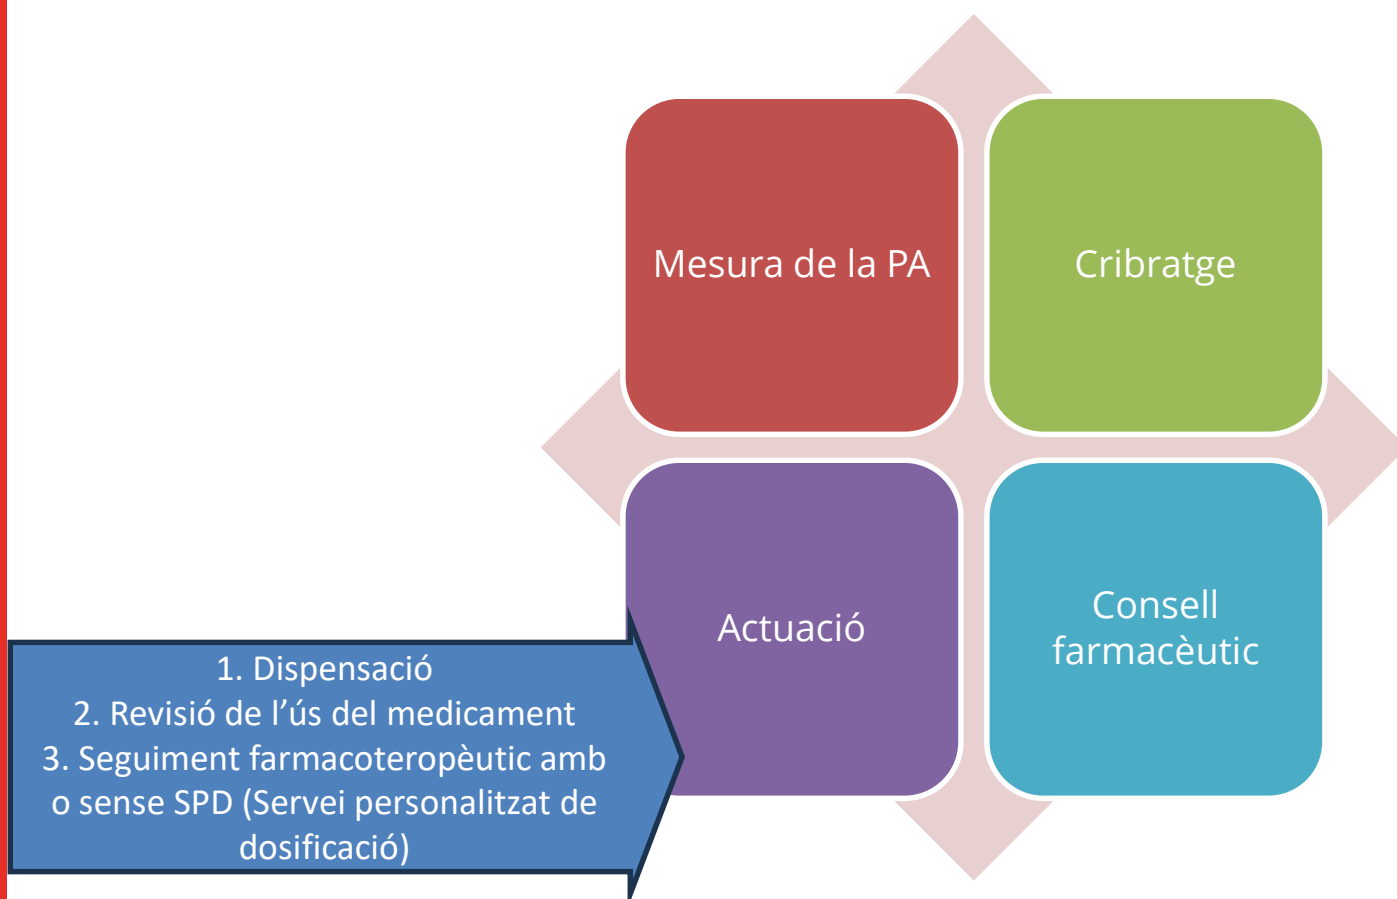 Mesura de la PA
Cribratge
Actuació
Consell
farmacèutic
1. Dispensació
2. Revisió de l’ús del medicament
3. Seguiment farmacoteropèutic amb
o sense SPD (Servei personalitzat de
dosificació)